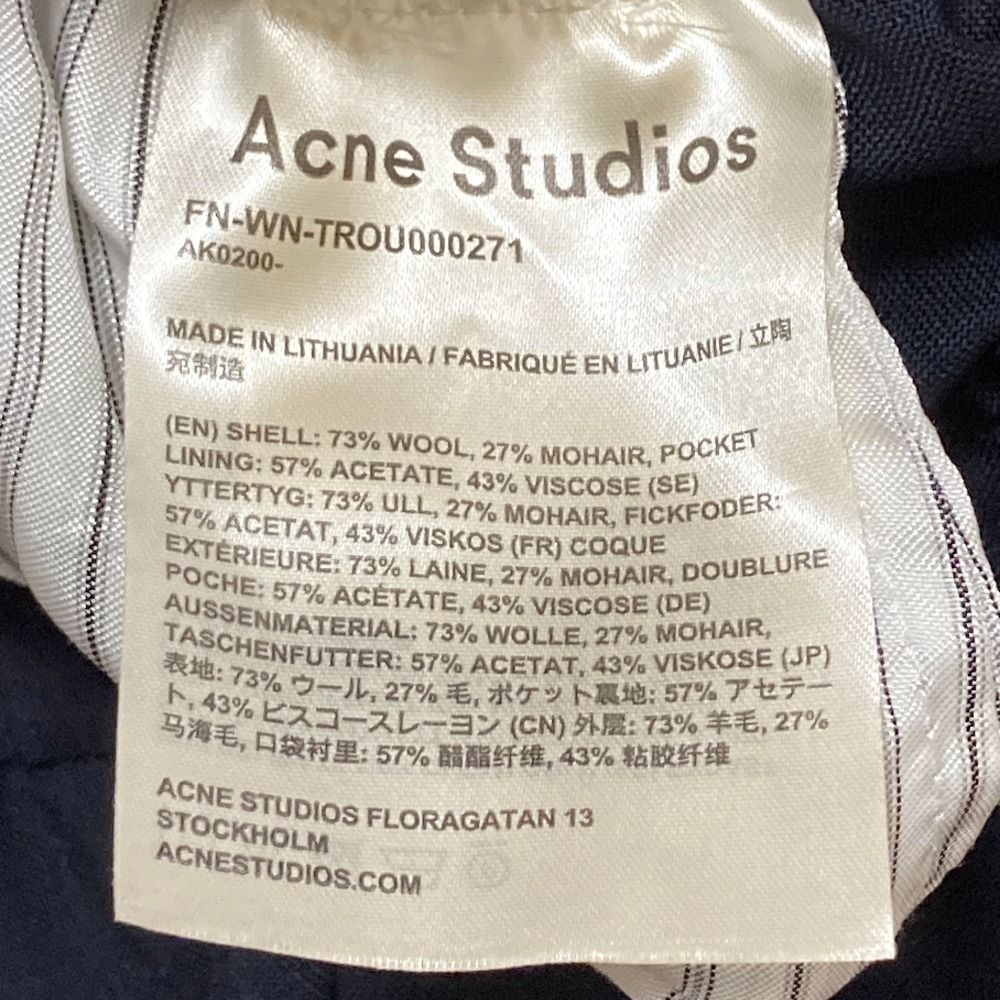 Acne Studios
FN-WN-TROU000271
AK0200-
MADE IN LITHUANIA / FABRIQUÉ EN LITUANIE / 立陶
宛制造
(EN) SHELL: 73% WOOL, 27% MOHAIR, POCKET
LINING: 57% ACETATE, 43% VISCOSE (SE)
YTTERTYG: 73% ULL, 27% MOHAIR, FICKFODER:
57% ACETAT, 43% VISKOS (FR) COQUE
EXTÉRIEURE: 73% LAINE, 27% MOHAIR, DOUBLURE
POCHE: 57% ACÉTATE, 43% VISCOSE (DE)
AUSSENMATERIAL: 73% WOLLE, 27% MOHAIR,
TASCHENFUTTER: 57% ACETAT, 43% VISKOSE (JP)
表地: 73% ウール, 27% 毛, ポケット裏地: 57% アセテー
ト, 43% ビスコースレーヨン (CN) 外层: 73% 羊毛, 27%
马海毛, 口袋衬里: 57% 醋酯纤维, 43% 粘胶纤维
ACNE STUDIOS FLORAGATAN 13
STOCKHOLM
ACNESTUDIOS.COM